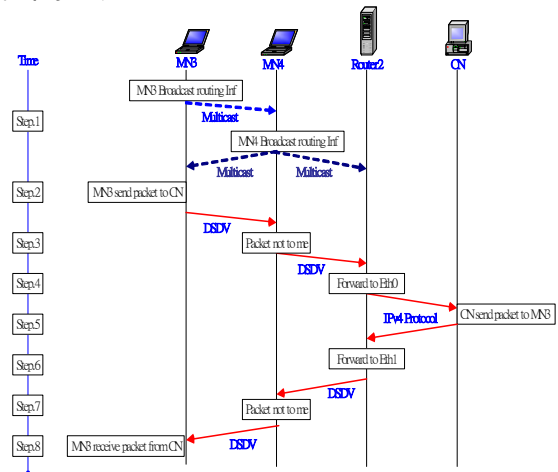 Time
MN3
MN4
Router2
CN
MN3 Broadcast routing Inf
Multicast
Step.1
MN4 Broadcast routing Inf
Multicast
Multicast
Step.2
MN3 send packet to CN
DSDV
Step.3
Packet not to me
DSDV
Step.4
Forward to Eth0
CN send packet to MN3
Step.5
IPv4 Protocol
Step.6
Forward to Eth1
DSDV
Step.7
Packet not to me
Step.8
MN3 receive packet from CN
DSDV